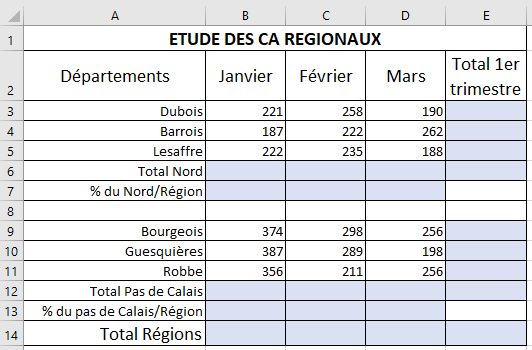 A B C D E
1 ETUDE DES CA REGIONAUX
2 Départements Janvier Février Mars Total 1er trimestre
3 Dubois 221 258 190
4 Barrois 187 222 262
5 Lesaffre 222 235 188
6 Total Nord
7 % du Nord/Région
8
9 Bourgeois 374 298 256
10 Guesquières 387 289 198
11 Robbe 356 211 256
12 Total Pas de Calais
13 % du pas de Calais/Région
14 Total Régions